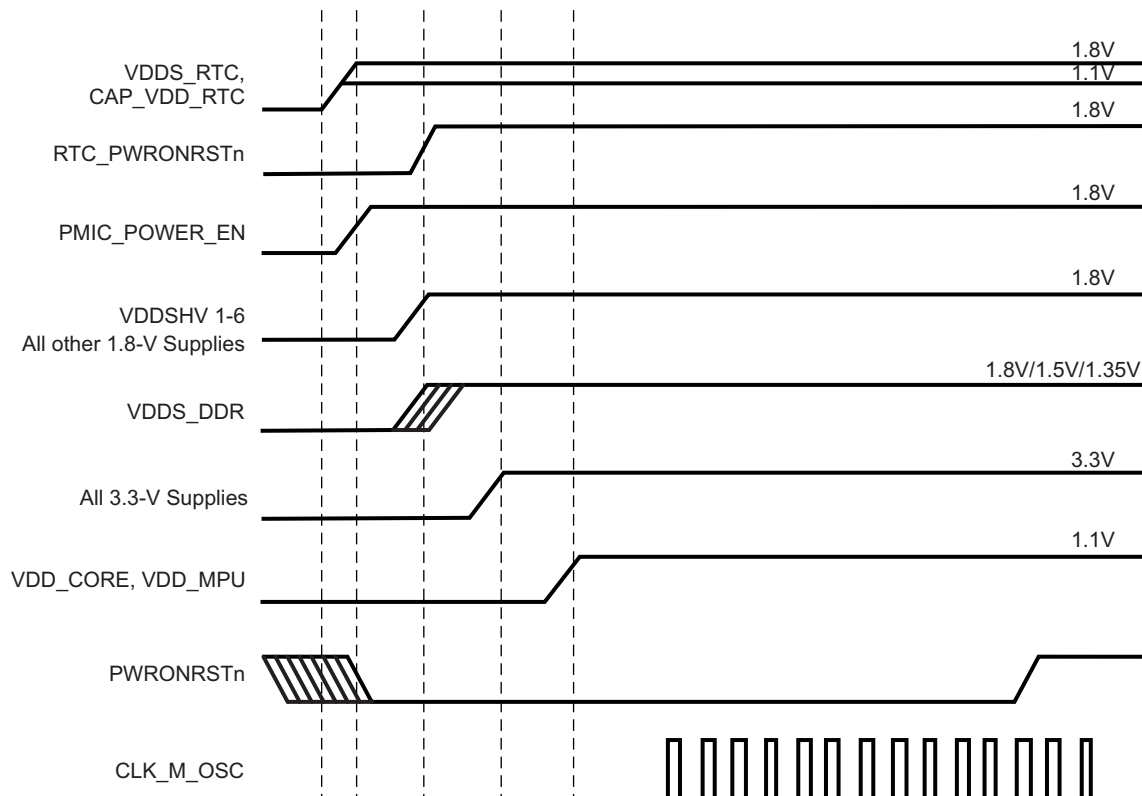 1.8V
VDDS_RTC,
1.1V
CAP_VDD_RTC
1.8V
RTC_PWRONRSTn
1.8V
PMIC_POWER_EN
1.8V
VDDSHV 1-6
All other 1.8-V Supplies
1.8V/1.5V/1.35V
VDDS_DDR
3.3V
All 3.3-V Supplies
1.1V
VDD_CORE, VDD_MPU
PWRONRSTn
CLK_M_OSC